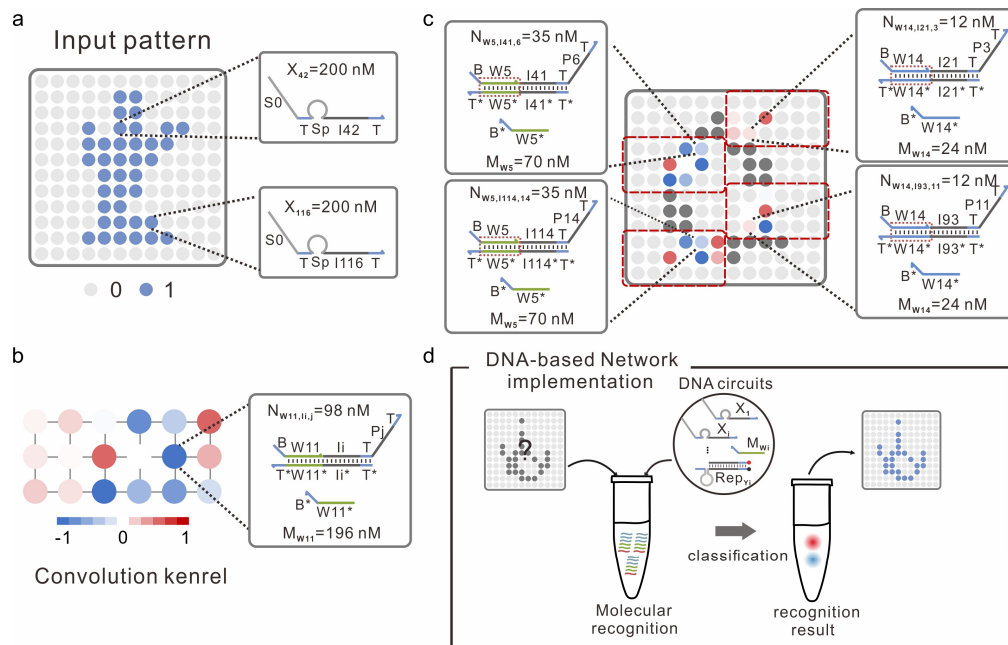 a
Input pattern
X42=200 nM
S0
T Sp I42 T
X116=200 nM
S0
T Sp I116 T
0 1
b
NW11,Ii,j=98 nM
T
Pj
B W11 Ii T
T* W11* Ii* T*
B*
W11*
MW11=196 nM
-1 0 1
Convolution kenrel
c
NW5,I41,6=35 nM
T
P6
B W5 I41 T
T* W5* I41* T*
B*
W5*
MW5=70 nM
NW5,I114,14=35 nM
T
P14
B W5 I114 T
T* W5* I114* T*
B*
W5*
MW5=70 nM
NW14,I21,3=12 nM
T
P3
B W14 I21 T
T*W14* I21* T*
B*
W14*
MW14=24 nM
NW14,I93,11=12 nM
T
P11
B W14 I93 T
T*W14* I93* T*
B*
W14*
MW14=24 nM
d
DNA-based Network
implementation
DNA circuits
X1
Xi
MWi
⋮
RepYi
?
classification
Molecular
recognition
recognition
result